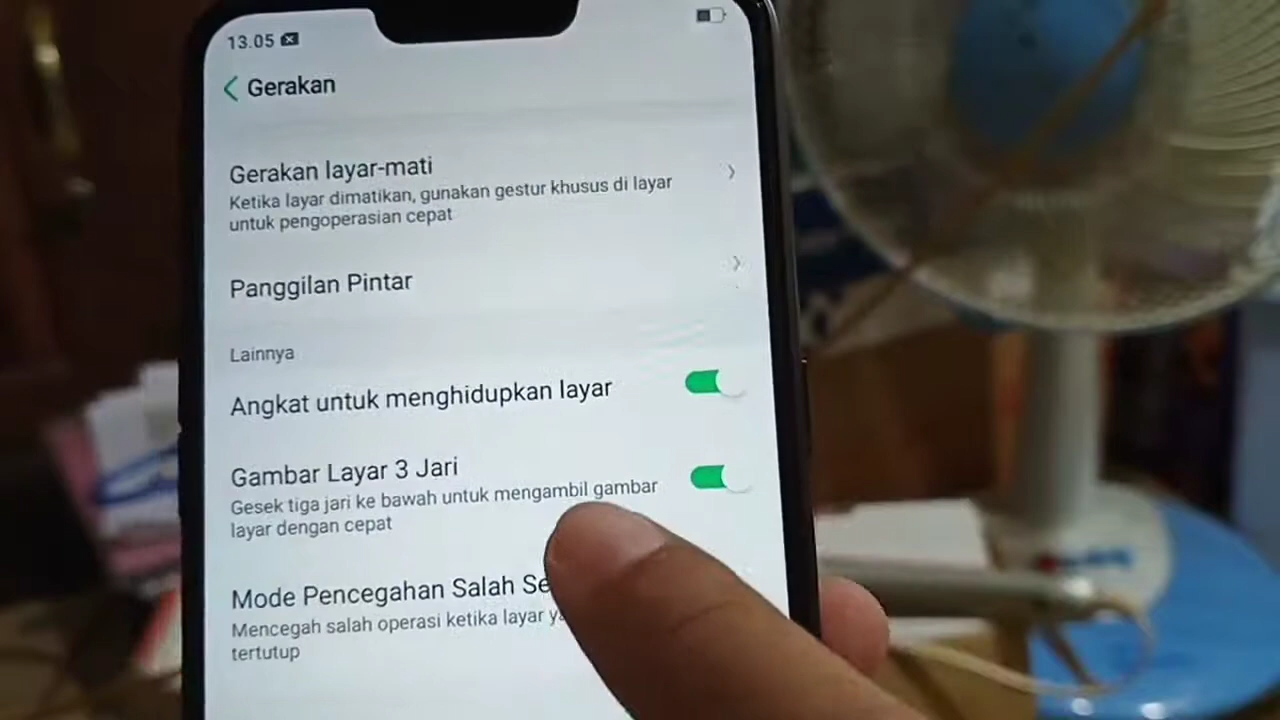 13.05
Gerakan
Gerakan layar-mati
Ketika layar dimatikan, gunakan gestur khusus di layar
untuk pengoperasian cepat
Panggilan Pintar
Lainnya
Angkat untuk menghidupkan layar
Gambar Layar 3 Jari
Gesek tiga jari ke bawah untuk mengambil gambar
layar dengan cepat
Mode Pencegahan Salah Se
Mencegah salah operasi ketika layar
tertutup